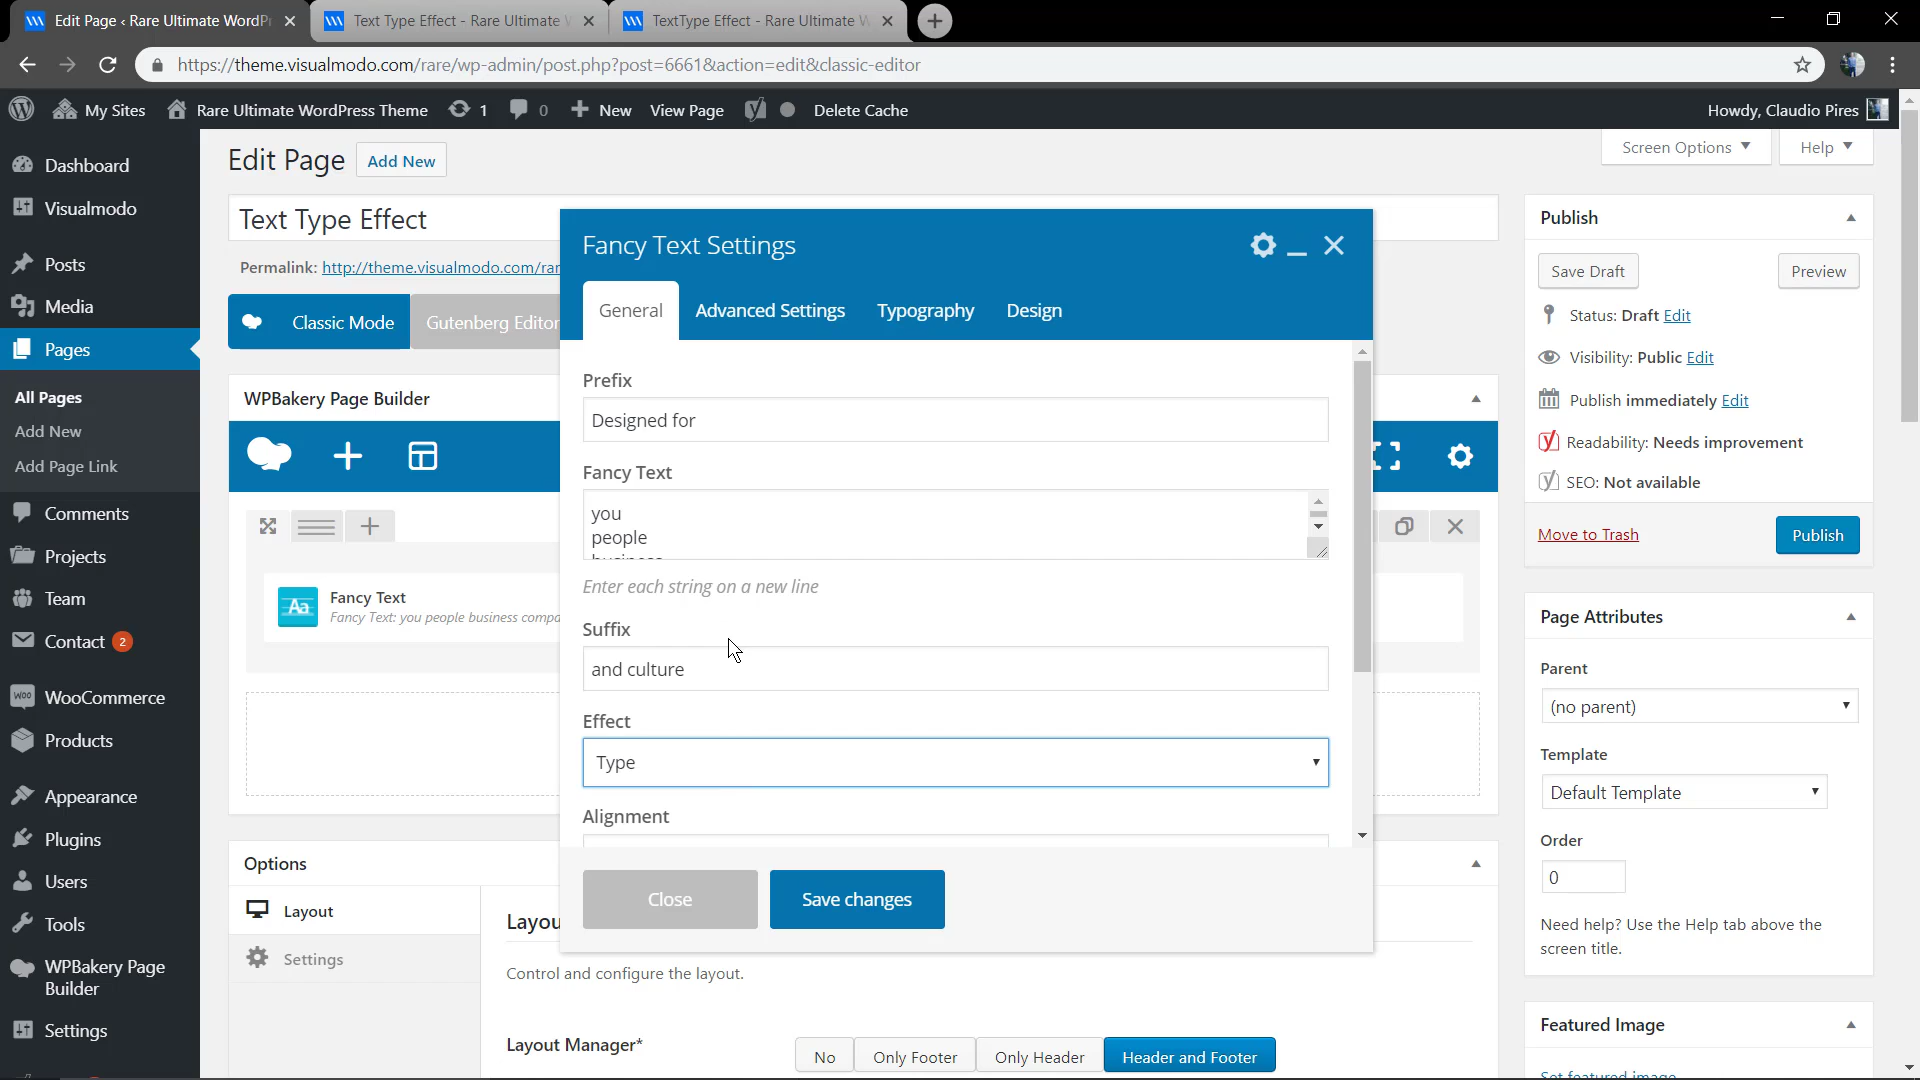 Edit Page ‹ Rare Ultimate WordP
Text Type Effect - Rare Ultimate
TextType Effect - Rare Ultimate W
https://theme.visualmodo.com/rare/wp-admin/post.php?post=6661&action=edit&classic-editor
My Sites
Rare Ultimate WordPress Theme
1
0
New
View Page
Delete Cache
Howdy, Claudio Pires
Dashboard
Visualmodo
Posts
Media
Pages
All Pages
Add New
Add Page Link
Comments
Projects
Team
Contact 2
WooCommerce
Products
Appearance
Plugins
Users
Tools
WPBakery Page
Builder
Settings
Edit Page
Add New
Screen Options
Help
Text Type Effect
Permalink: http://theme.visualmodo.com/rar
Classic Mode
Gutenberg Editor
WPBakery Page Builder
Aa
Fancy Text
Fancy Text: you people business compa
Options
Layout
Settings
Control and configure the layout.
Layout Manager*
No
Only Footer
Only Header
Header and Footer
Fancy Text Settings
General
Advanced Settings
Typography
Design
Prefix
Designed for
Fancy Text
you
people
business
Enter each string on a new line
Suffix
and culture
Effect
Type
Alignment
Close
Save changes
Publish
Save Draft
Preview
Status: Draft Edit
Visibility: Public Edit
Publish immediately Edit
Readability: Needs improvement
SEO: Not available
Move to Trash
Publish
Page Attributes
Parent
(no parent)
Template
Default Template
Order
0
Need help? Use the Help tab above the
screen title.
Featured Image
Set featured image